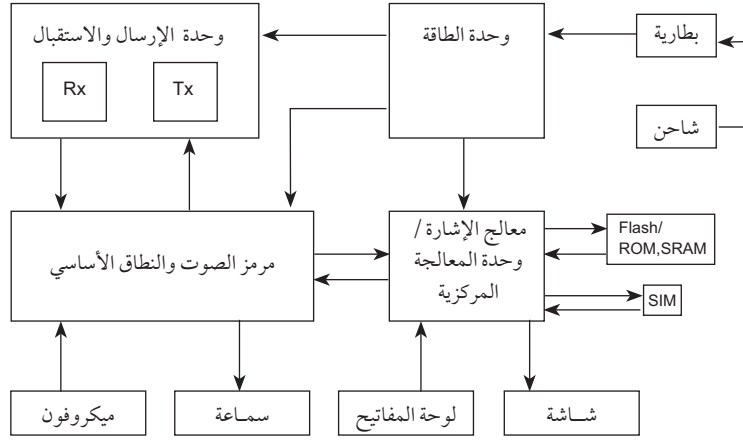 وحدة الإرسال والاستقبال
Rx
Tx
وحدة الطاقة
بطارية
شاحن
مرمز الصوت والنطاق الأساسي
معالج الإشارة /
وحدة المعالجة
المركزية
Flash/
ROM,SRAM
SIM
ميكروفون
سمـاعة
لوحة المفاتيح
شــاشة